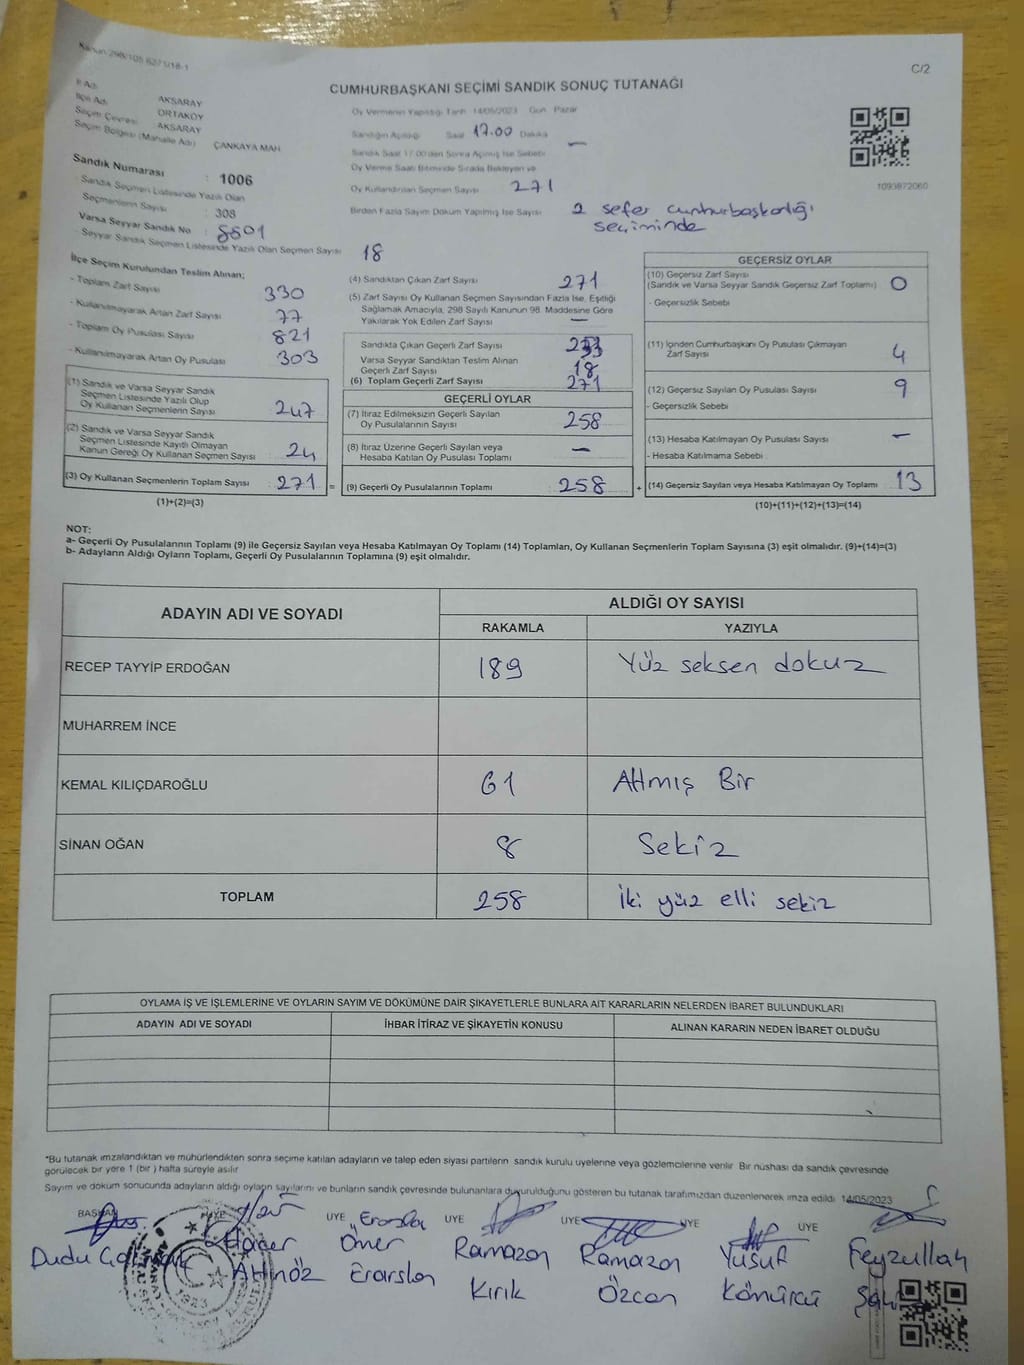 Kanun 298/105 6271/18-1
C/2
CUMHURBAŞKANI SEÇİMİ SANDIK SONUÇ TUTANAĞI
İl Adı AKSARAY
İlçe Adı ORTAKÖY
Seçim Çevresi AKSARAY
Seçim Bölgesi (Mahalle Adı) ÇANKAYA MAH
Sandık Numarası : 1006
Sandık Seçmen Listesinde Yazılı Olan
Seçmenlerin Sayısı : 308
Varsa Seyyar Sandık No : 8801
Seyyar Sandık Seçmen Listesinde Yazılı Olan Seçmen Sayısı 18
Oy Vermenin Yapıldığı Tarih 14/05/2023 Gün Pazar
Sandığın Açıldığı Saat 17.00 Dakika
Sandık Saat 17:00'den Sonra Açılmış İse Sebebi —
Oy Verme Saati Bitiminde Sırada Bekleyen ve
Oy Kullandırılan Seçmen Sayısı 271
Birden Fazla Sayım Döküm Yapılmış İse Sayısı 2 sefer cumhurbaşkanlığı
seçiminde
1093872060
İlçe Seçim Kurulundan Teslim Alınan;
- Toplam Zarf Sayısı 330
- Kullanılmayarak Artan Zarf Sayısı 77
- Toplam Oy Pusulası Sayısı 821
- Kullanılmayarak Artan Oy Pusulası 303
(1) Sandık ve Varsa Seyyar Sandık
Seçmen Listesinde Yazılı Olup
Oy Kullanan Seçmenlerin Sayısı 247
(2) Sandık ve Varsa Seyyar Sandık
Seçmen Listesinde Kayıtlı Olmayan
Kanun Gereği Oy Kullanan Seçmen Sayısı 24
(3) Oy Kullanan Seçmenlerin Toplam Sayısı 271 =
(1)+(2)=(3)
(4) Sandıktan Çıkan Zarf Sayısı 271
(5) Zarf Sayısı Oy Kullanan Seçmen Sayısından Fazla İse, Eşitliği
Sağlamak Amacıyla, 298 Sayılı Kanunun 98. Maddesine Göre
Yakılarak Yok Edilen Zarf Sayısı —
Sandıkta Çıkan Geçerli Zarf Sayısı
Varsa Seyyar Sandıktan Teslim Alınan
Geçerli Zarf Sayısı 18
(6) Toplam Geçerli Zarf Sayısı 271
GEÇERLİ OYLAR
(7) İtiraz Edilmeksizin Geçerli Sayılan
Oy Pusulalarının Sayısı 258
(8) İtiraz Üzerine Geçerli Sayılan veya
Hesaba Katılan Oy Pusulası Toplamı —
(9) Geçerli Oy Pusulalarının Toplamı 258 +
GEÇERSİZ OYLAR
(10) Geçersiz Zarf Sayısı
(Sandık ve Varsa Seyyar Sandık Geçersiz Zarf Toplamı) 0
- Geçersizlik Sebebi
(11) İçinden Cumhurbaşkanı Oy Pusulası Çıkmayan
Zarf Sayısı 4
(12) Geçersiz Sayılan Oy Pusulası Sayısı 9
- Geçersizlik Sebebi
(13) Hesaba Katılmayan Oy Pusulası Sayısı —
- Hesaba Katılmama Sebebi
(14) Geçersiz Sayılan veya Hesaba Katılmayan Oy Toplamı 13
(10)+(11)+(12)+(13)=(14)
NOT:
a- Geçerli Oy Pusulalarının Toplamı (9) ile Geçersiz Sayılan veya Hesaba Katılmayan Oy Toplamı (14) Toplamları, Oy Kullanan Seçmenlerin Toplam Sayısına (3) eşit olmalıdır. (9)+(14)=(3)
b- Adayların Aldığı Oyların Toplamı, Geçerli Oy Pusulalarının Toplamına (9) eşit olmalıdır.
ADAYIN ADI VE SOYADI
ALDIĞI OY SAYISI
RAKAMLA YAZIYLA
RECEP TAYYİP ERDOĞAN 189 Yüz seksen dokuz
MUHARREM İNCE
KEMAL KILIÇDAROĞLU 61 Altmış Bir
SİNAN OĞAN 8 Sekiz
TOPLAM 258 iki yüz elli sekiz
OYLAMA İŞ VE İŞLEMLERİNE VE OYLARIN SAYIM VE DÖKÜMÜNE DAİR ŞİKAYETLERLE BUNLARA AİT KARARLARIN NELERDEN İBARET BULUNDUKLARI
ADAYIN ADI VE SOYADI İHBAR İTİRAZ VE ŞİKAYETİN KONUSU ALINAN KARARIN NEDEN İBARET OLDUĞU
*Bu tutanak imzalandıktan ve mühürlendikten sonra seçime katılan adayların ve talep eden siyasi partilerin sandık kurulu üyelerine veya gözlemcilerine verilir. Bir nüshası da sandık çevresinde
görülecek bir yere 1 (bir) hafta süreyle asılır
Sayım ve döküm sonucunda adayların aldığı oyların sayılarını ve bunların sandık çevresinde bulunanlara duyurulduğunu gösteren bu tutanak tarafımızdan düzenlenerek imza edildi 14/05/2023
BAŞKAN ÜYE ÜYE ÜYE ÜYE ÜYE ÜYE
Erarslan
Dudu Ömer Ramazan Ramazan Yusuf Feyzullah
Altınöz Erarslan Kırık Özcan Kömürcü
1923